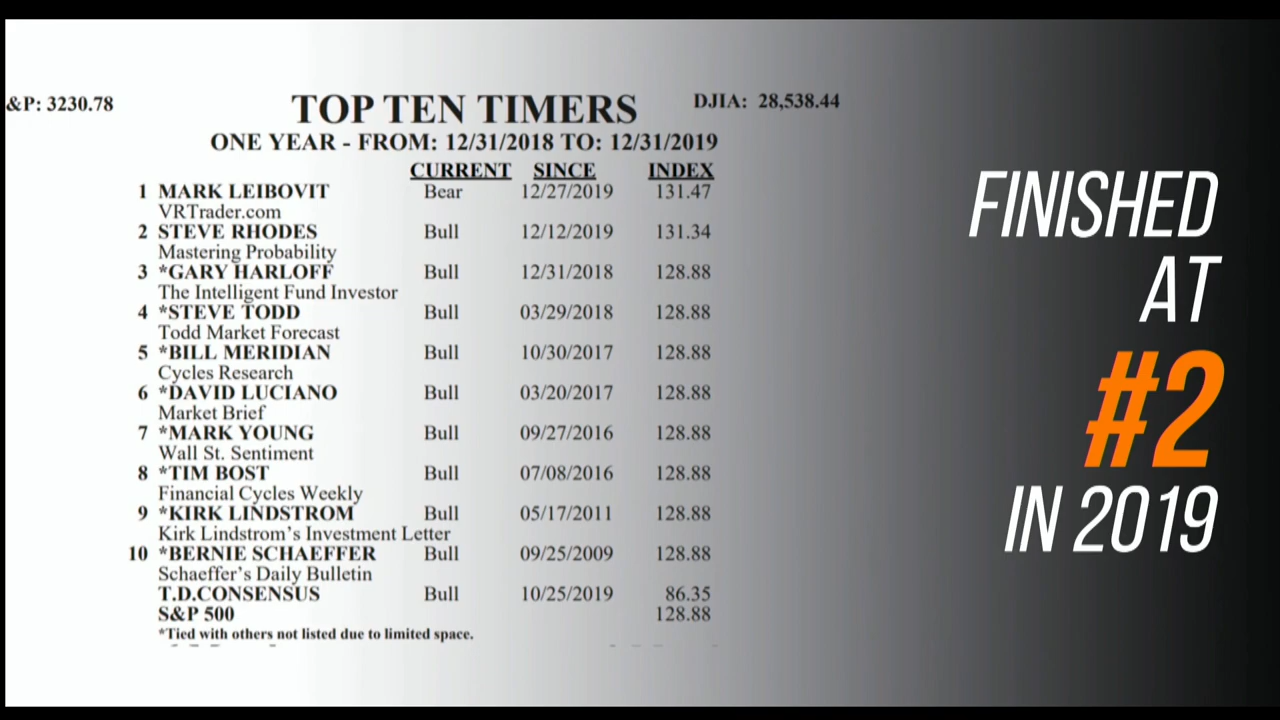 &P: 3230.78
TOP TEN TIMERS
DJIA: 28,538.44
ONE YEAR - FROM: 12/31/2018 TO: 12/31/2019
CURRENT SINCE INDEX
1 MARK LEIBOVIT Bear 12/27/2019 131.47
VRTrader.com
2 STEVE RHODES Bull 12/12/2019 131.34
Mastering Probability
3 *GARY HARLOFF Bull 12/31/2018 128.88
The Intelligent Fund Investor
4 *STEVE TODD Bull 03/29/2018 128.88
Todd Market Forecast
5 *BILL MERIDIAN Bull 10/30/2017 128.88
Cycles Research
6 *DAVID LUCIANO Bull 03/20/2017 128.88
Market Brief
7 *MARK YOUNG Bull 09/27/2016 128.88
Wall St. Sentiment
8 *TIM BOST Bull 07/08/2016 128.88
Financial Cycles Weekly
9 *KIRK LINDSTROM Bull 05/17/2011 128.88
Kirk Lindstrom's Investment Letter
10 *BERNIE SCHAEFFER Bull 09/25/2009 128.88
Schaeffer's Daily Bulletin
T.D.CONSENSUS Bull 10/25/2019 86.35
S&P 500 128.88
*Tied with others not listed due to limited space.
FINISHED
AT
#2
IN 2019